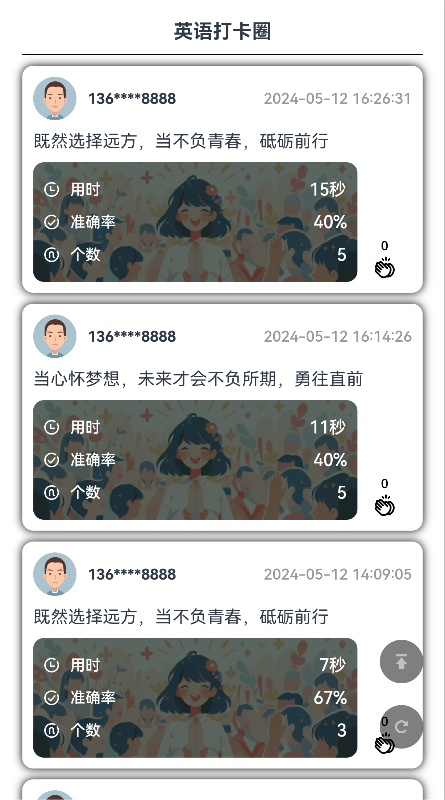 英语打卡圈
136****8888 2024-05-12 16:26:31
既然选择远方，当不负青春，砥砺前行
用时 15秒
准确率 40%
个数 5
0
136****8888 2024-05-12 16:14:26
当心怀梦想，未来才会不负所期，勇往直前
用时 11秒
准确率 40%
个数 5
0
136****8888 2024-05-12 14:09:05
既然选择远方，当不负青春，砥砺前行
用时 7秒
准确率 67%
个数 3
0